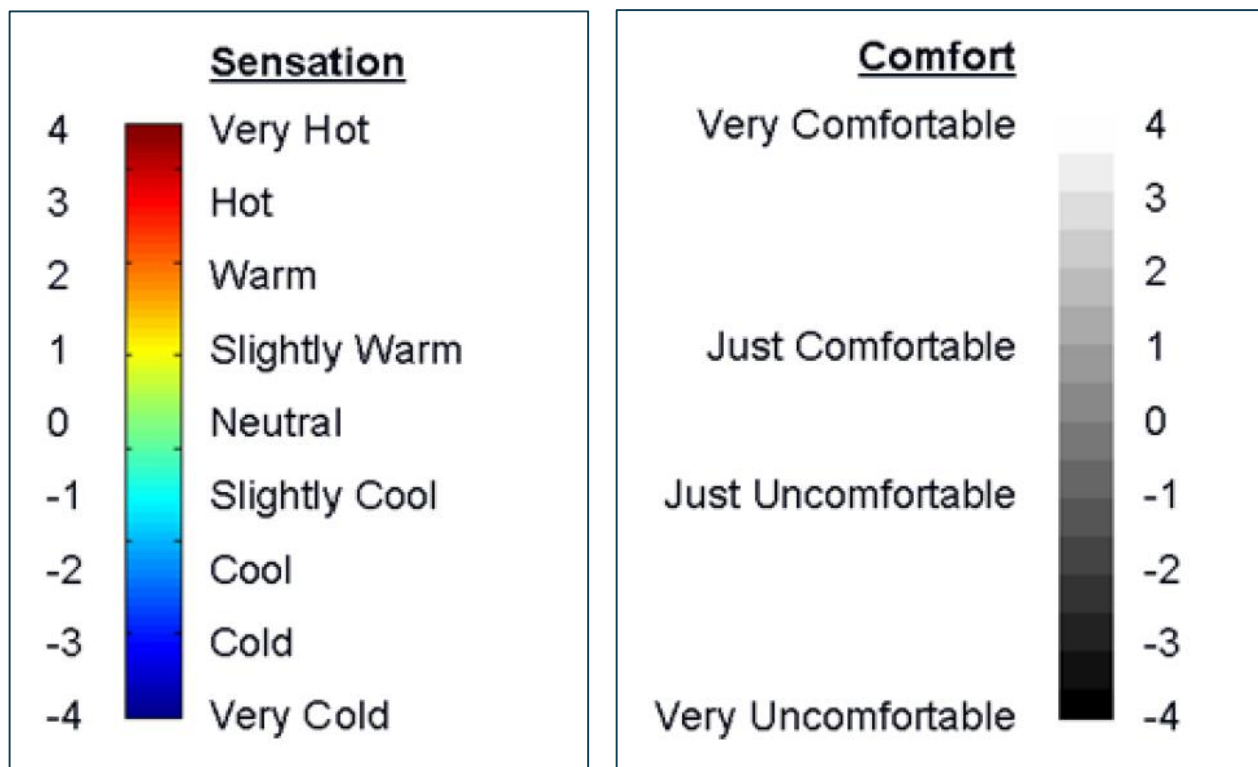 Sensation
4 Very Hot
3 Hot
2 Warm
1 Slightly Warm
0 Neutral
-1 Slightly Cool
-2 Cool
-3 Cold
-4 Very Cold
Comfort
Very Comfortable 4
3
2
Just Comfortable 1
0
Just Uncomfortable -1
-2
-3
Very Uncomfortable -4